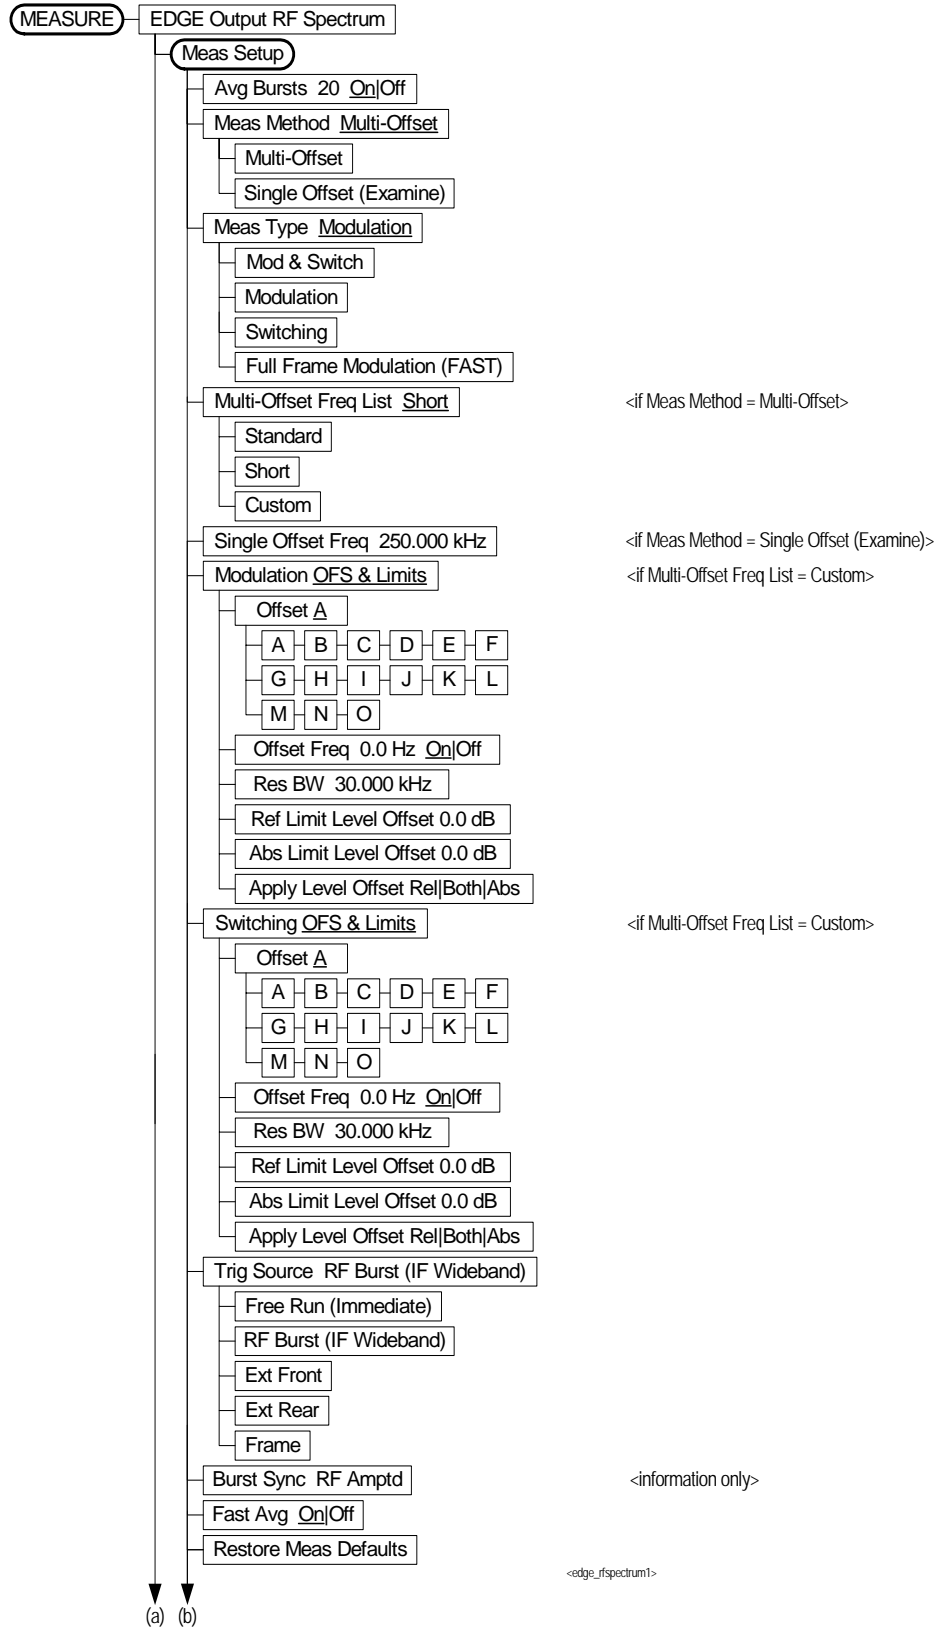 MEASURE EDGE Output RF Spectrum
Meas Setup
Avg Bursts 20 On|Off
Meas Method Multi-Offset
Multi-Offset
Single Offset (Examine)
Meas Type Modulation
Mod & Switch
Modulation
Switching
Full Frame Modulation (FAST)
Multi-Offset Freq List Short <if Meas Method = Multi-Offset>
Standard
Short
Custom
Single Offset Freq 250.000 kHz <if Meas Method = Single Offset (Examine)>
Modulation OFS & Limits <if Multi-Offset Freq List = Custom>
Offset A
A B C D E F
G H I J K L
M N O
Offset Freq 0.0 Hz On|Off
Res BW 30.000 kHz
Ref Limit Level Offset 0.0 dB
Abs Limit Level Offset 0.0 dB
Apply Level Offset Rel|Both|Abs
Switching OFS & Limits <if Multi-Offset Freq List = Custom>
Offset A
A B C D E F
G H I J K L
M N O
Offset Freq 0.0 Hz On|Off
Res BW 30.000 kHz
Ref Limit Level Offset 0.0 dB
Abs Limit Level Offset 0.0 dB
Apply Level Offset Rel|Both|Abs
Trig Source RF Burst (IF Wideband)
Free Run (Immediate)
RF Burst (IF Wideband)
Ext Front
Ext Rear
Frame
Burst Sync RF Amptd <information only>
Fast Avg On|Off
Restore Meas Defaults
<edge_rfspectrum1>
(a) (b)